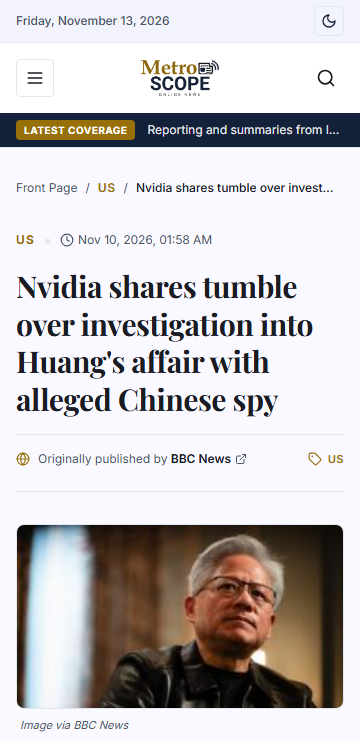 Friday, November 13, 2026
Metro
SCOPE
ONLINE NEWS
LATEST COVERAGE Reporting and summaries from l...
Front Page / US / Nvidia shares tumble over invest...
US Nov 10, 2026, 01:58 AM
Nvidia shares tumble
over investigation into
Huang's affair with
alleged Chinese spy
Originally published by BBC News US
Image via BBC News